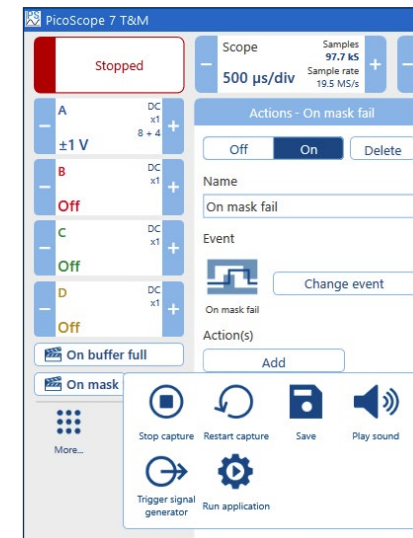 PicoScope 7 T&M
Stopped
Scope
500 µs/div
Samples
97.7 kS
Sample rate
19.5 MS/s
A
DC
x1
8 + 4
±1 V
B
DC
x1
Off
C
DC
x1
Off
D
DC
x1
Off
On buffer full
On mask
More...
Actions - On mask fail
Off
On
Delete
Name
On mask fail
Event
Change event
On mask fail
Action(s)
Add
Stop capture
Restart capture
Save
Play sound
Trigger signal
generator
Run application